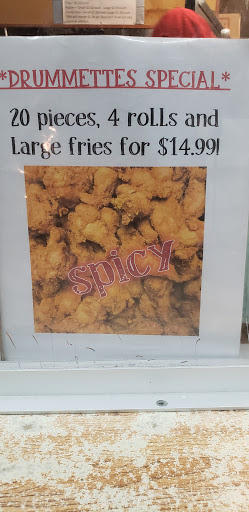 *DRUMMETTES SPECIAL*
20 pieces, 4 rolls and
Large fries for $14.99!
spicy